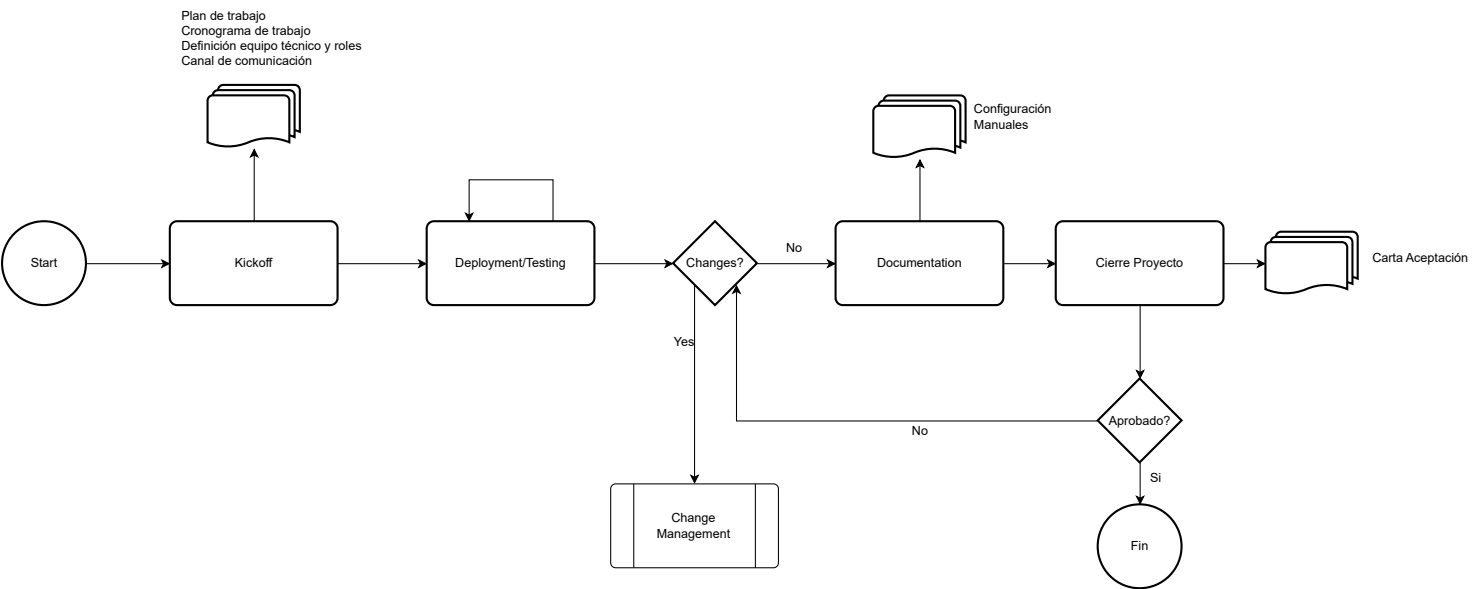 Plan de trabajo
Cronograma de trabajo
Definición equipo técnico y roles
Canal de comunicación
Configuración
Manuales
Start
Kickoff
Deployment/Testing
Changes?
No
Documentation
Cierre Proyecto
Carta Aceptación
Yes
Aprobado?
No
Si
Change
Management
Fin